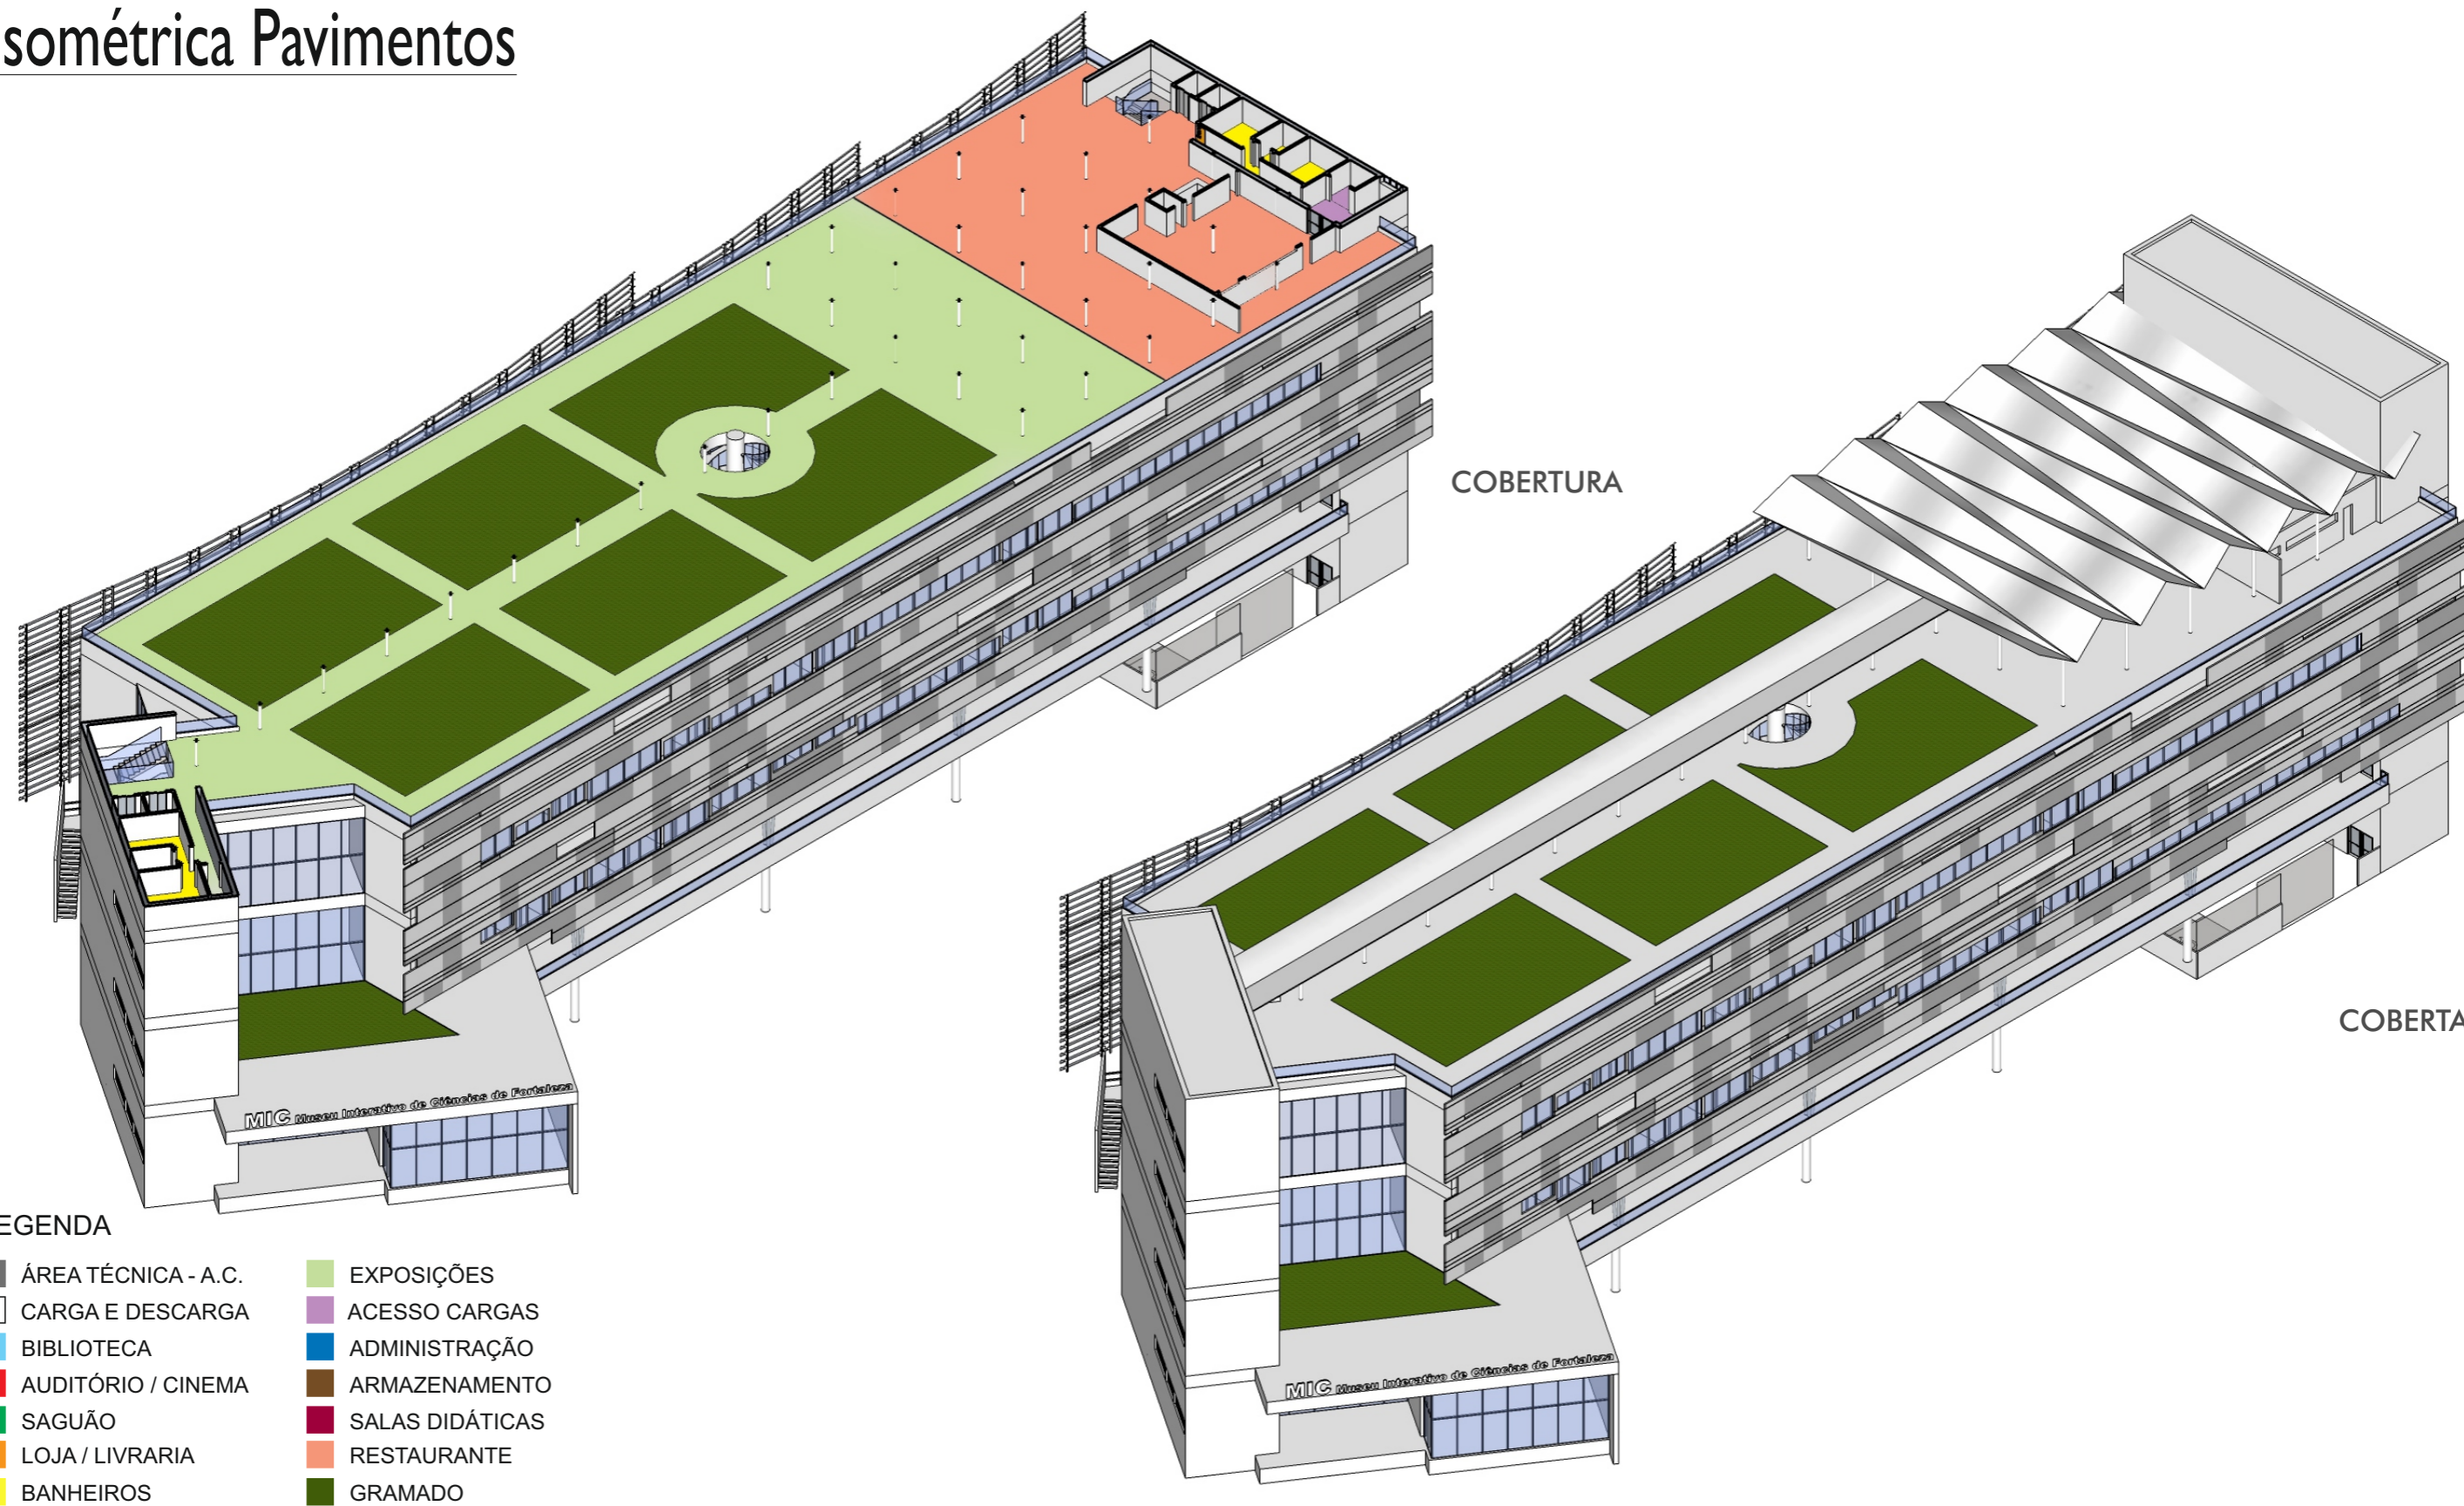 sométrica Pavimentos
COBERTURA
COBERTA
MIC Museu Interativo de Ciências de Fortaleza
MIC Museu Interativo de Ciências de Fortaleza
EGENDA
ÁREA TÉCNICA - A.C.
CARGA E DESCARGA
BIBLIOTECA
AUDITÓRIO / CINEMA
SAGUÃO
LOJA / LIVRARIA
BANHEIROS
EXPOSIÇÕES
ACESSO CARGAS
ADMINISTRAÇÃO
ARMAZENAMENTO
SALAS DIDÁTICAS
RESTAURANTE
GRAMADO